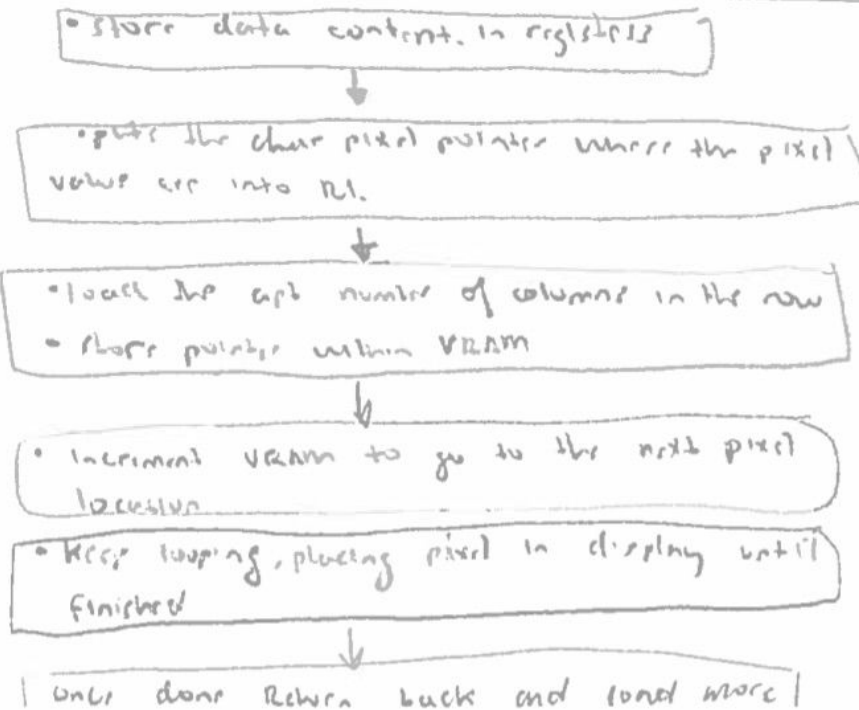 • store data content. in registers
• puts the char pixel pointer where the pixel
value are into R1.
• load the apt number of columns in the row
• store pointer within VRAM
• Incriment VRAM to go to the next pixel
location
• Keep looping, placing pixel in display until
finished
once done Return back and load more